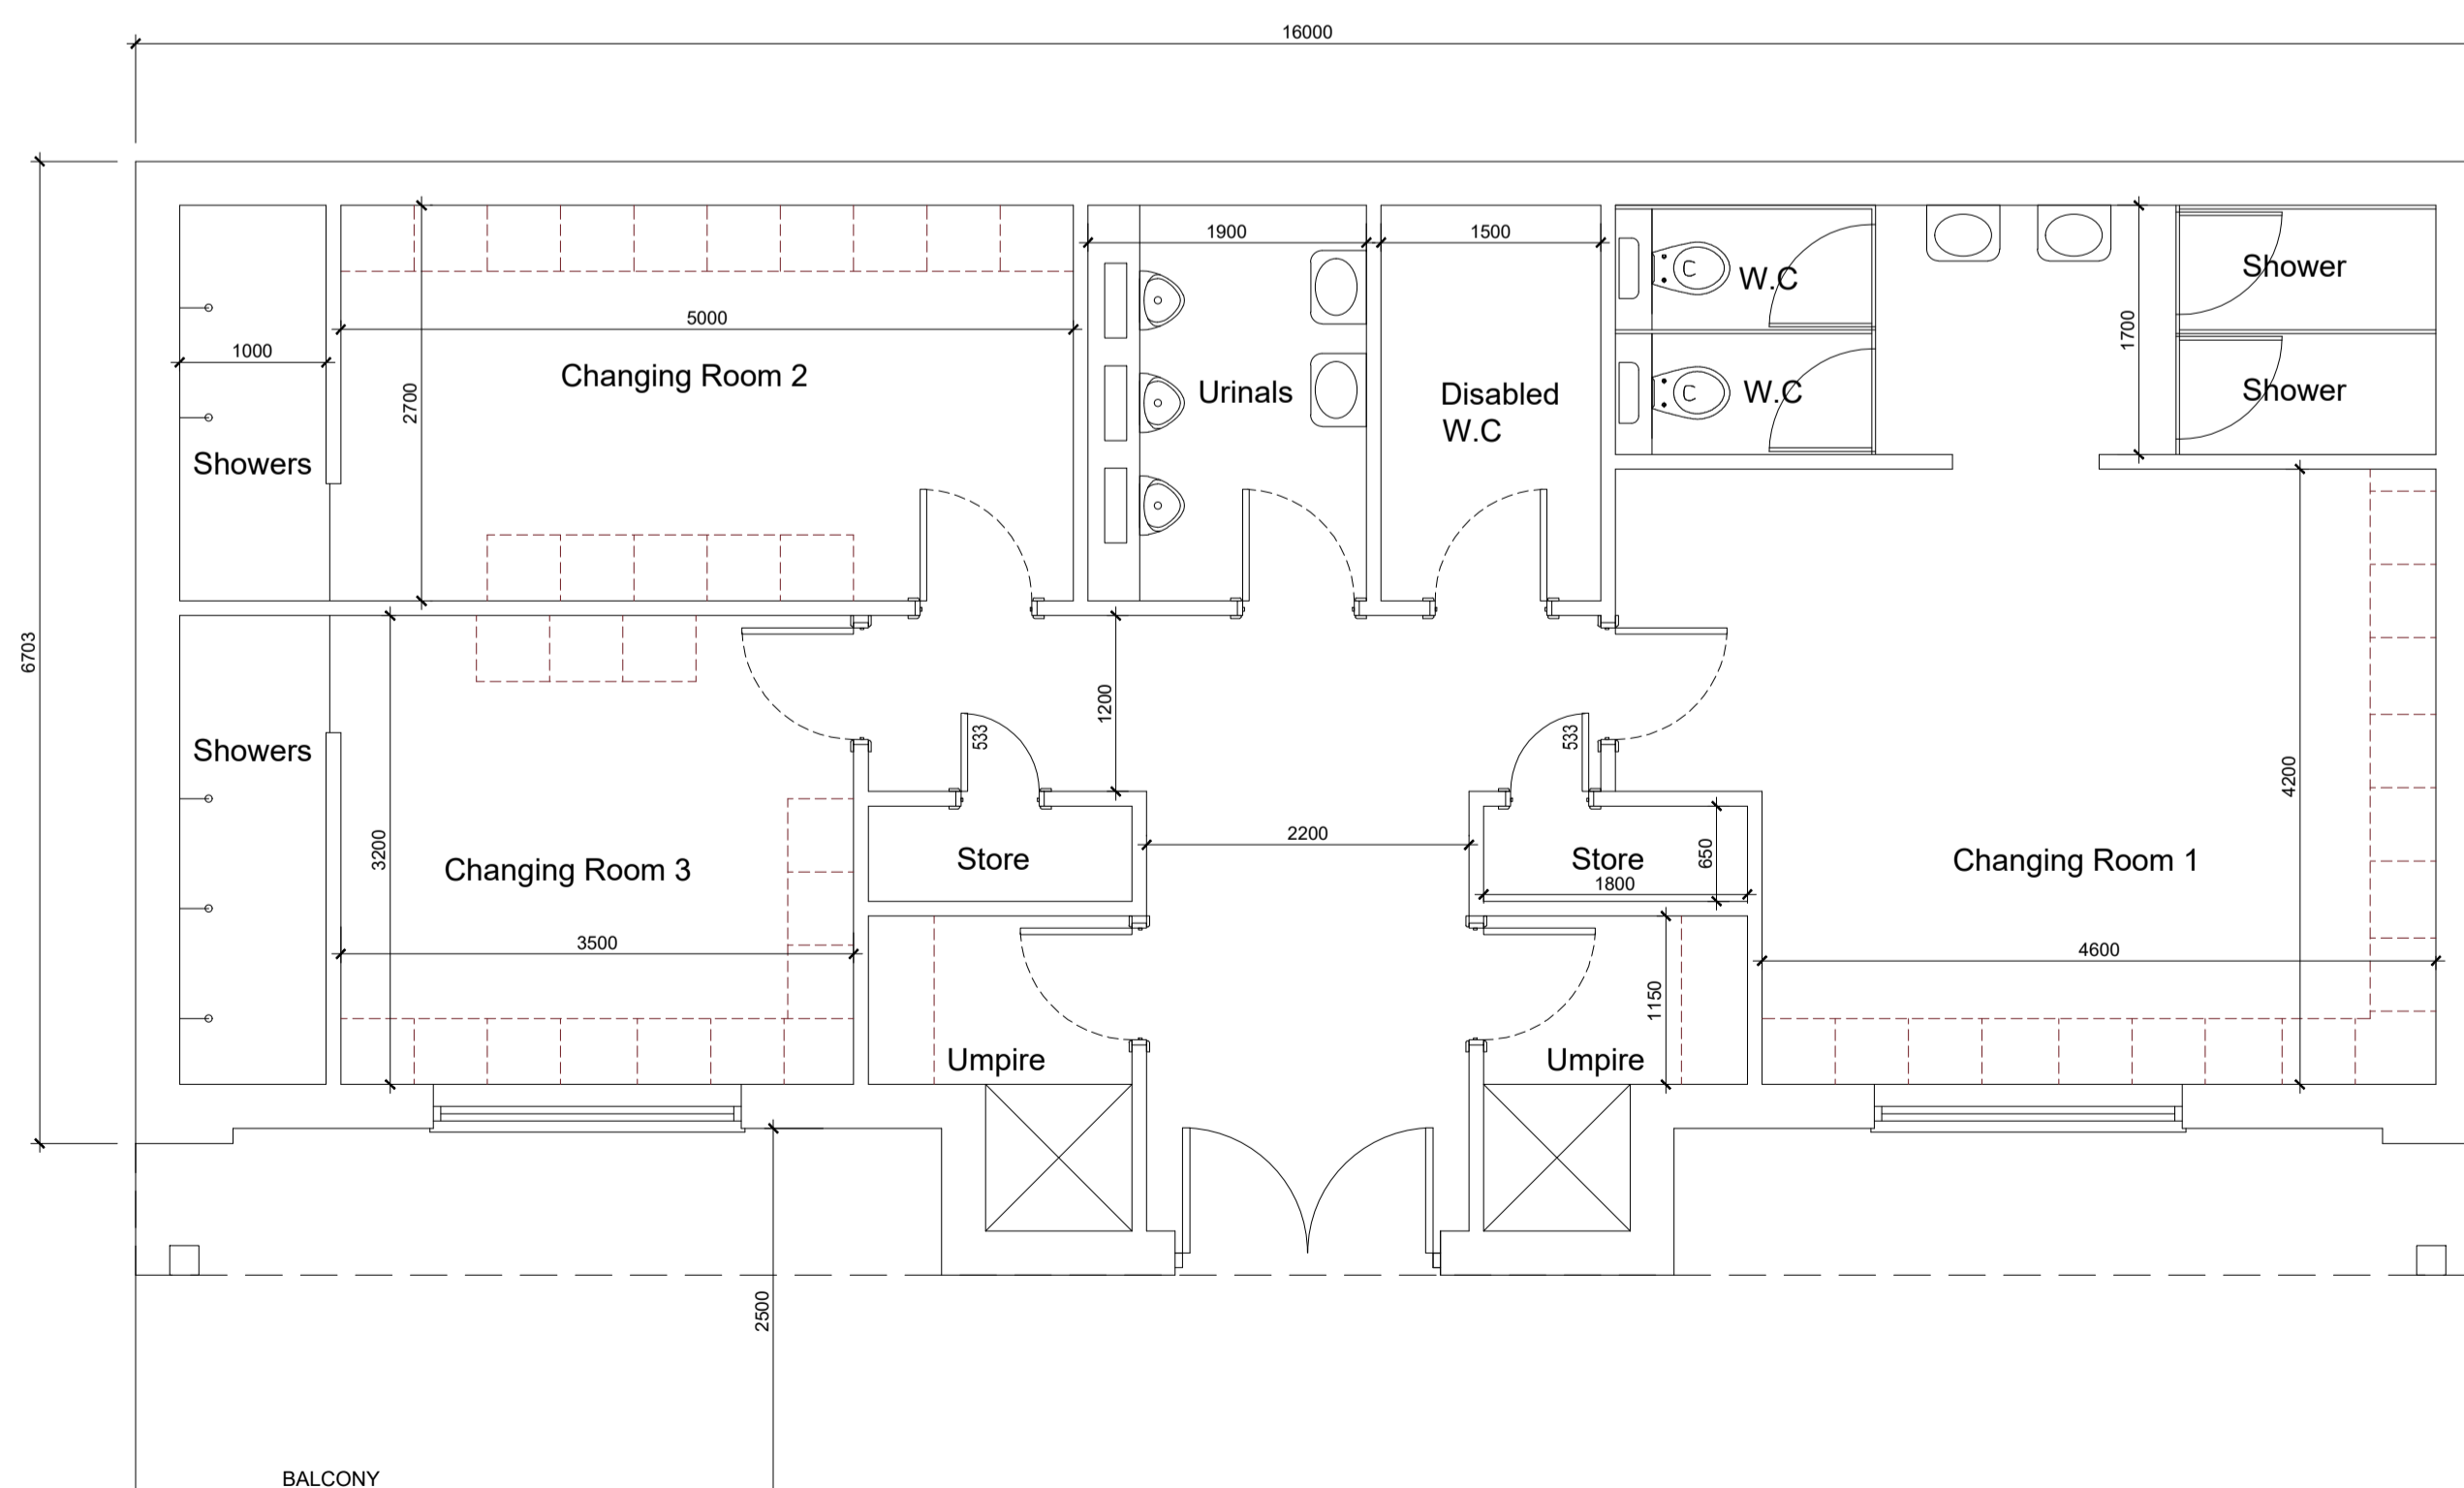 16000
1900
1500
Shower
W.C
5000
1700
1000
Changing Room 2
2700
Urinals
Disabled
W.C
W.C
Shower
Showers
6703
1200
533
533
Showers
4200
3200
2200
Changing Room 3
Store
Store
650
1800
Changing Room 1
3500
4600
1150
Umpire
Umpire
2500
BALCONY